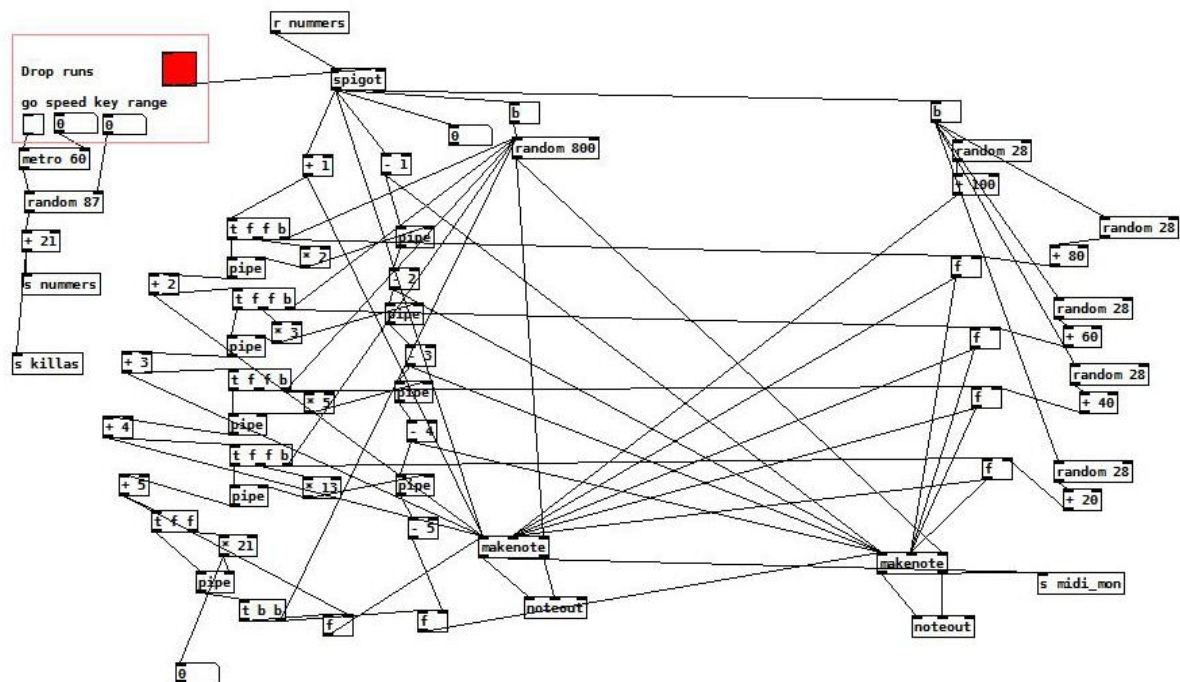 r nummers
Drop runs
spigot
go speed key range
0
0
b
b
0
metro 60
+ 1
- 1
random 800
random 28
+ 100
random 87
t f f b
pipe
random 28
+ 21
* 2
+ 80
pipe
f
s nummers
+ 2
- 2
t f f b
pipe
random 28
* 3
+ 60
f
pipe
s killas
+ 3
- 3
t f f b
pipe
random 28
* 5
f
+ 40
+ 4
pipe
- 4
t f f b
f
random 28
+ 5
* 13
pipe
pipe
+ 20
t f f
- 5
* 21
makenote
makenote
pipe
s midi_mon
t b b
f
f
noteout
noteout
0